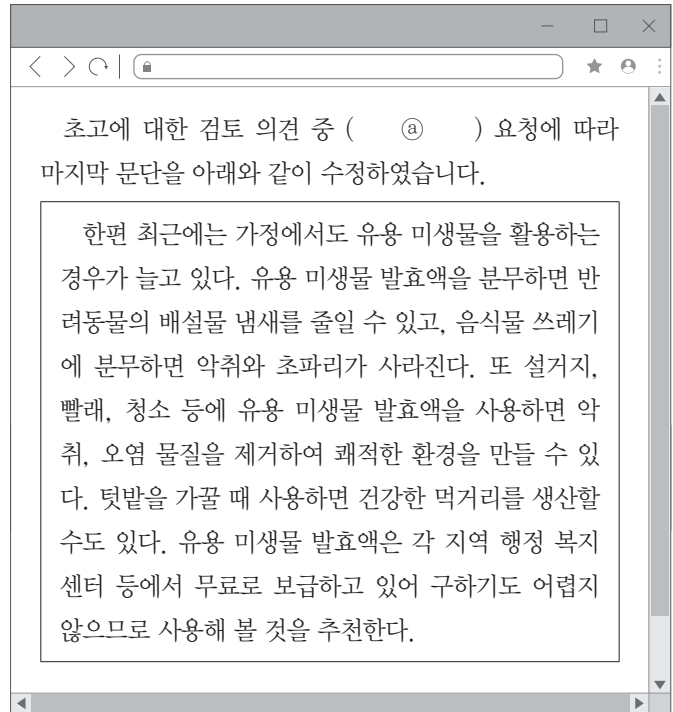 초고에 대한 검토 의견 중 ( ⓐ ) 요청에 따라
마지막 문단을 아래와 같이 수정하였습니다.
한편 최근에는 가정에서도 유용 미생물을 활용하는
경우가 늘고 있다. 유용 미생물 발효액을 분무하면 반
려동물의 배설물 냄새를 줄일 수 있고, 음식물 쓰레기
에 분무하면 악취와 초파리가 사라진다. 또 설거지,
빨래, 청소 등에 유용 미생물 발효액을 사용하면 악
취, 오염 물질을 제거하여 쾌적한 환경을 만들 수 있
다. 텃밭을 가꿀 때 사용하면 건강한 먹거리를 생산할
수도 있다. 유용 미생물 발효액은 각 지역 행정 복지
센터 등에서 무료로 보급하고 있어 구하기도 어렵지
않으므로 사용해 볼 것을 추천한다.